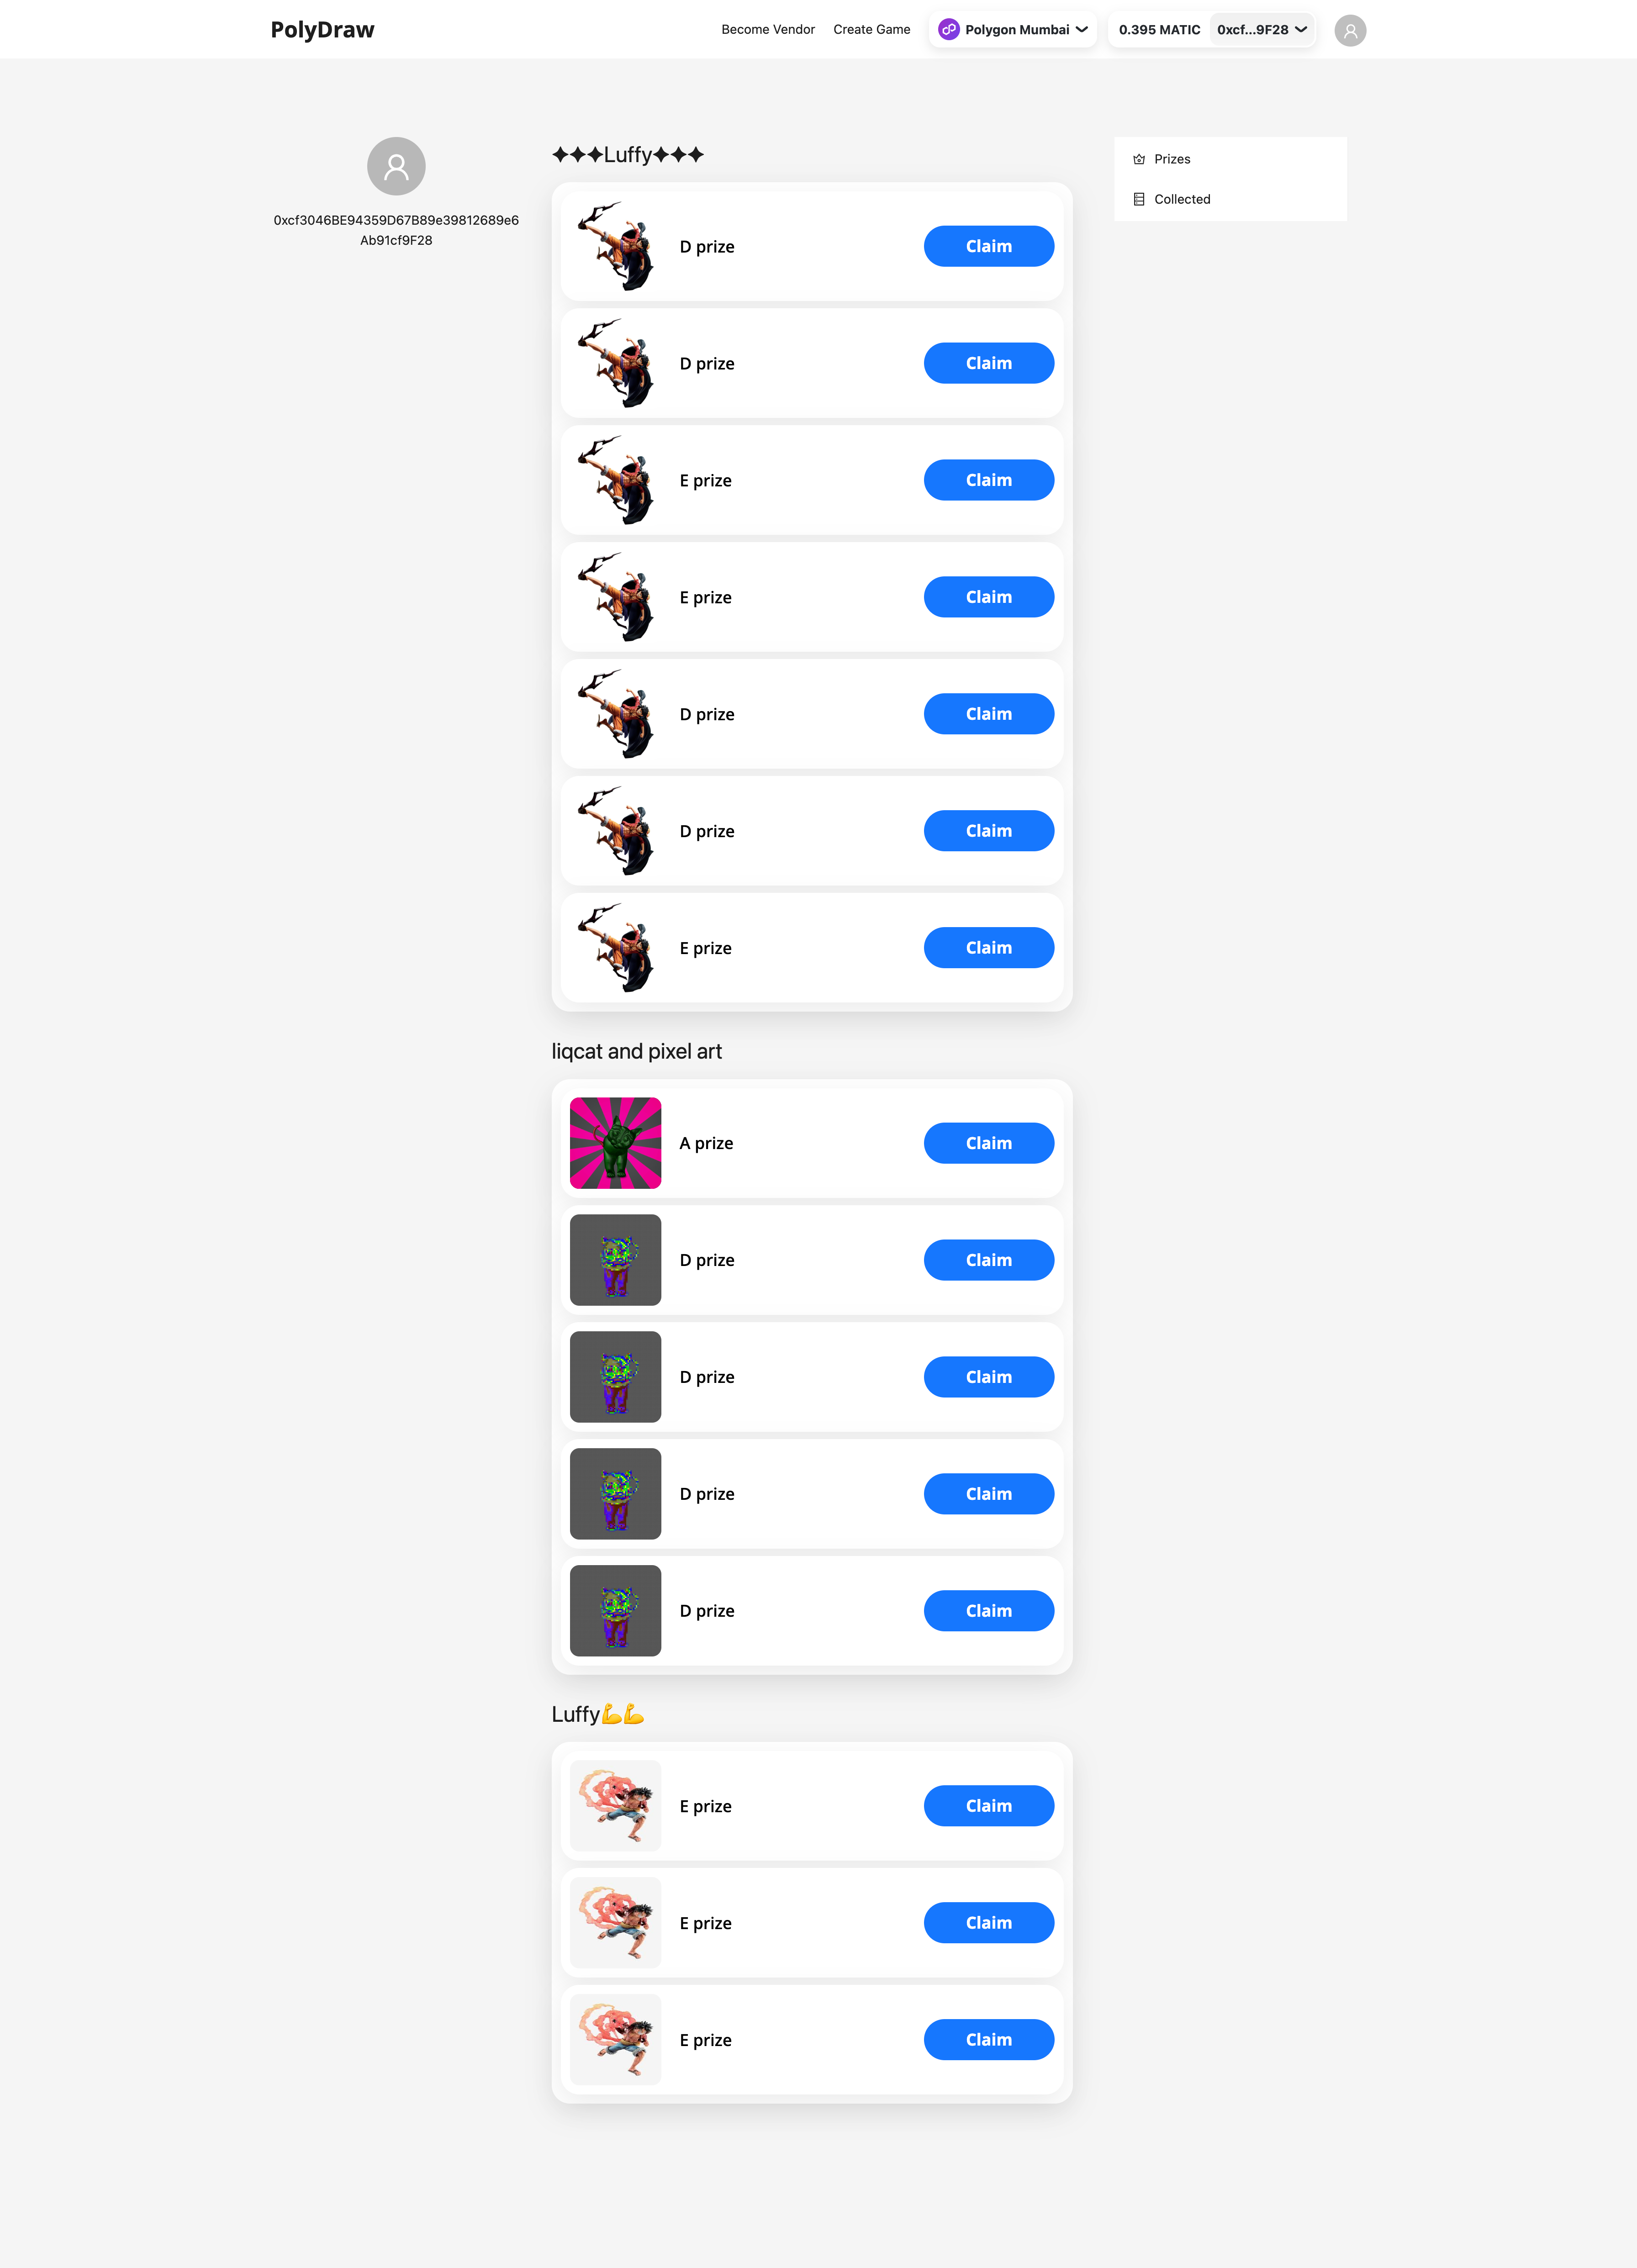 PolyDraw
Become Vendor
Create Game
Polygon Mumbai
0.395 MATIC
0xcf...9F28
0xcf3046BE94359D67B89e39812689e6
Ab91cf9F28
✦✦✦Luffy✦✦✦
D prize
Claim
D prize
Claim
E prize
Claim
E prize
Claim
D prize
Claim
D prize
Claim
E prize
Claim
liqcat and pixel art
A prize
Claim
D prize
Claim
D prize
Claim
D prize
Claim
D prize
Claim
Luffy💪💪
E prize
Claim
E prize
Claim
E prize
Claim
Prizes
Collected